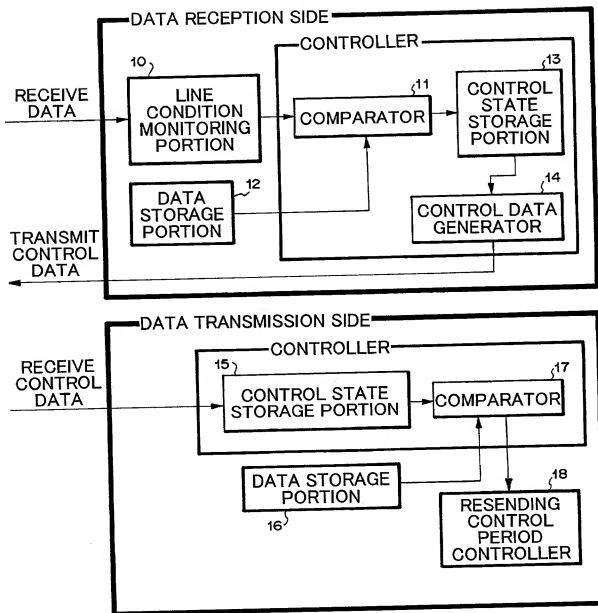 DATA RECEPTION SIDE
CONTROLLER
10
11
13
RECEIVE
DATA
LINE
CONDITION
MONITORING
PORTION
COMPARATOR
CONTROL
STATE
STORAGE
PORTION
12
14
DATA
STORAGE
PORTION
CONTROL DATA
GENERATOR
TRANSMIT
CONTROL
DATA
DATA TRANSMISSION SIDE
CONTROLLER
15
17
RECEIVE
CONTROL
DATA
CONTROL STATE
STORAGE PORTION
COMPARATOR
DATA STORAGE
PORTION
16
18
RESENDING
CONTROL
PERIOD
CONTROLLER